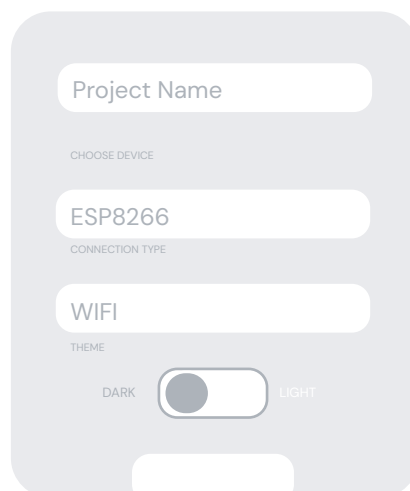 Project Name
CHOOSE DEVICE
ESP8266
CONNECTION TYPE
WIFI
THEME
DARK LIGHT